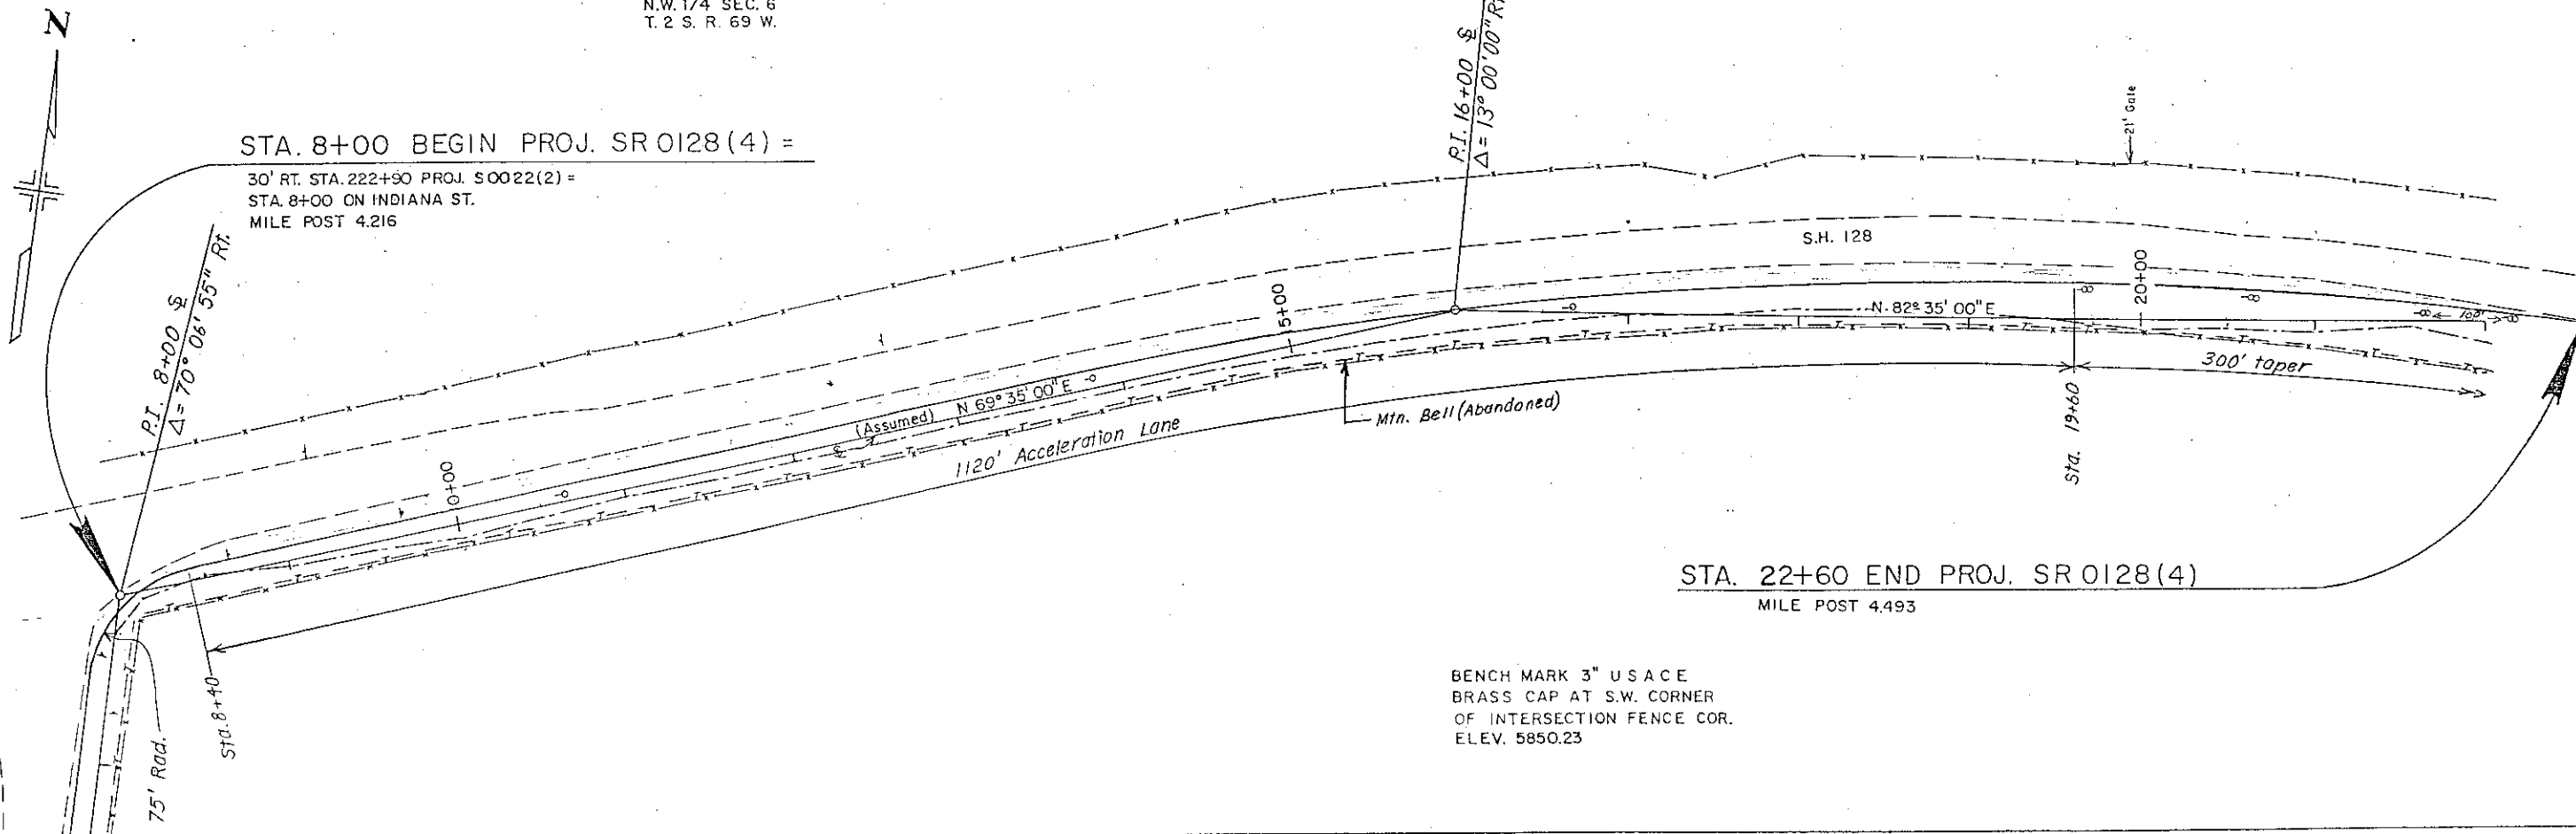 N
N.W. 1/4 SEC. 6
T. 2 S. R. 69 W.
STA. 8+00 BEGIN PROJ. SR 0128(4) =
30' RT. STA. 222+90 PROJ. S 0022(2) =
STA. 8+00 ON INDIANA ST.
MILE POST 4.216
P.I. 8+00 ℄
Δ= 70° 06' 55" Rt.
P.I. 16+00 ℄
Δ= 13° 00' 00" Rt.
21' Gate
S.H. 128
N 82° 35' 00" E
20+00
100'
5+00
300' taper
(Assumed) N 69° 35' 00" E
℄
Mtn. Bell (Abandoned)
1120' Acceleration Lane
0+00
Sta. 19+60
STA. 22+60 END PROJ. SR 0128(4)
MILE POST 4.493
Sta. 8+40
75' Rad.
BENCH MARK 3" U S A C E
BRASS CAP AT S.W. CORNER
OF INTERSECTION FENCE COR.
ELEV. 5850.23